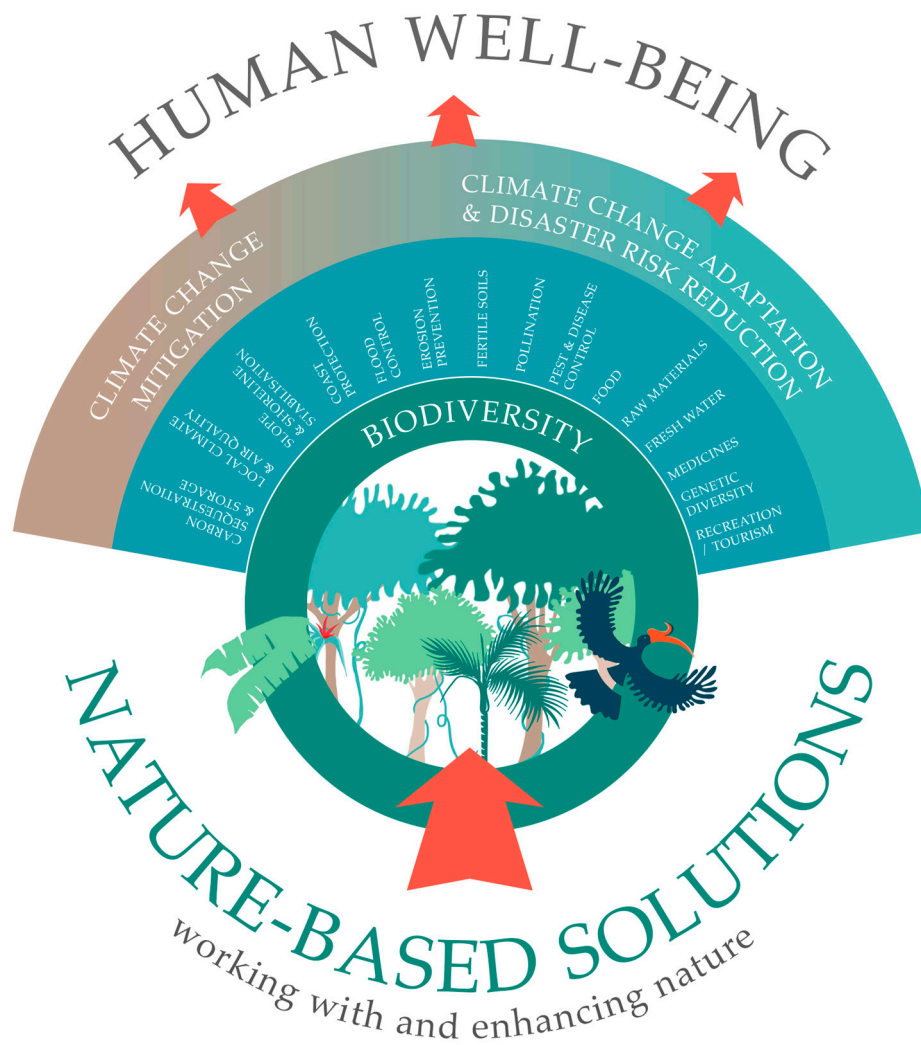 HUMAN WELL-BEING
CLIMATE CHANGE
MITIGATION
CLIMATE CHANGE ADAPTATION
& DISASTER RISK REDUCTION
CARBON
SEQUESTRATION
& STORAGE
LOCAL CLIMATE
& AIR QUALITY
SLOPE
& SHORELINE
STABILISATION
COAST
PROTECTION
FLOOD
CONTROL
EROSION
PREVENTION
FERTILE SOILS
POLLINATION
PEST & DISEASE
CONTROL
FOOD
RAW MATERIALS
FRESH WATER
MEDICINES
GENETIC
DIVERSITY
RECREATION
/ TOURISM
BIODIVERSITY
NATURE-BASED SOLUTIONS
working with and enhancing nature